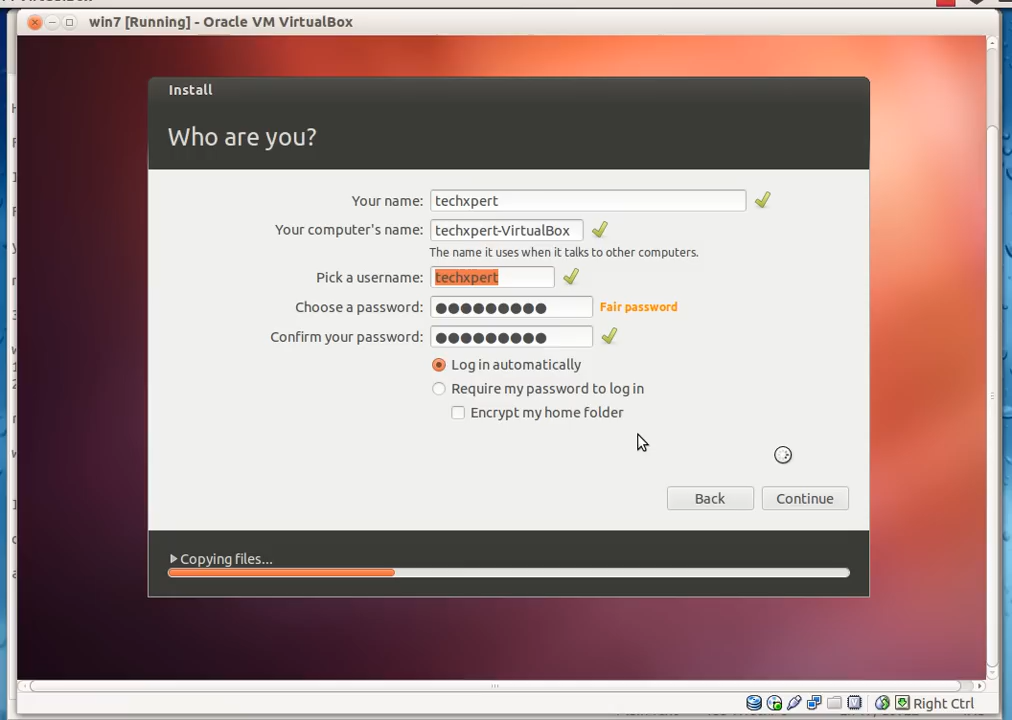 win7 [Running] - Oracle VM VirtualBox
Install
Who are you?
Your name: techxpert
Your computer's name: techxpert-VirtualBox
The name it uses when it talks to other computers.
Pick a username: techxpert
Choose a password: ●●●●●●●●● Fair password
Confirm your password: ●●●●●●●●●
Log in automatically
Require my password to log in
Encrypt my home folder
Back Continue
Copying files...
Right Ctrl